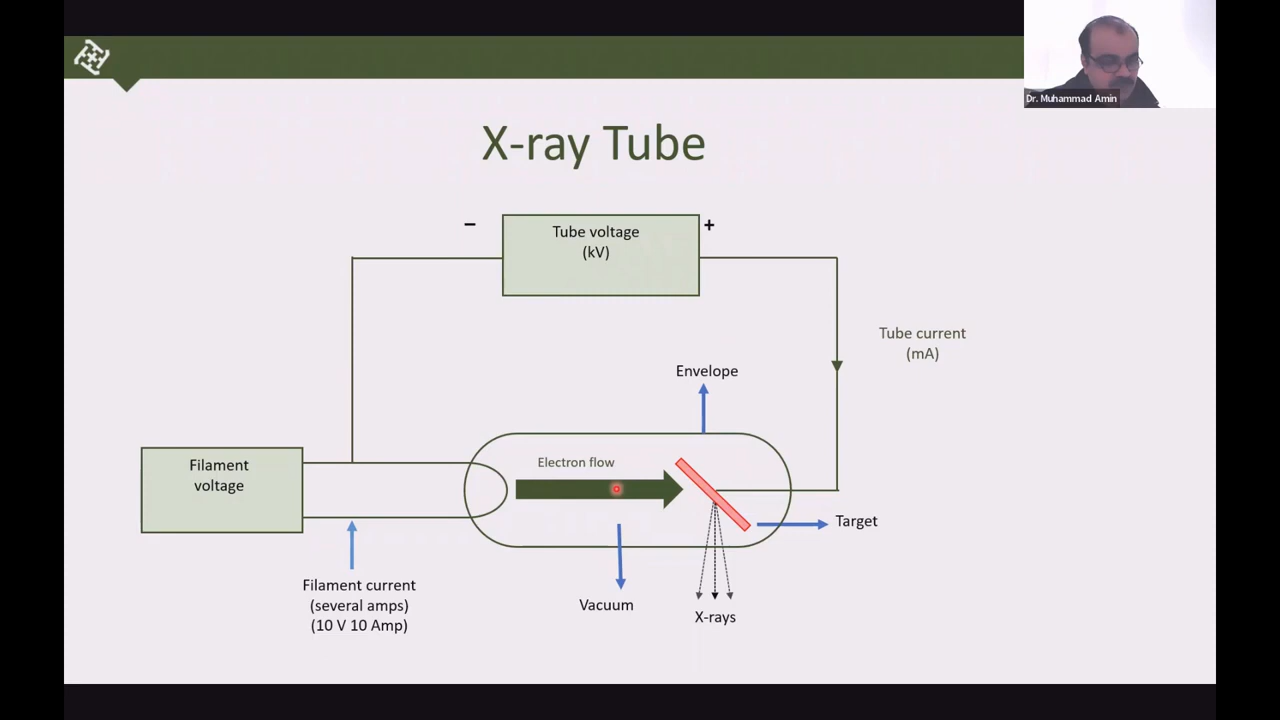 Dr. Muhammad Amin
X-ray Tube
–
+
Tube voltage
(kV)
Tube current
(mA)
Envelope
Filament
voltage
Electron flow
Target
Filament current
(several amps)
(10 V 10 Amp)
Vacuum
X-rays